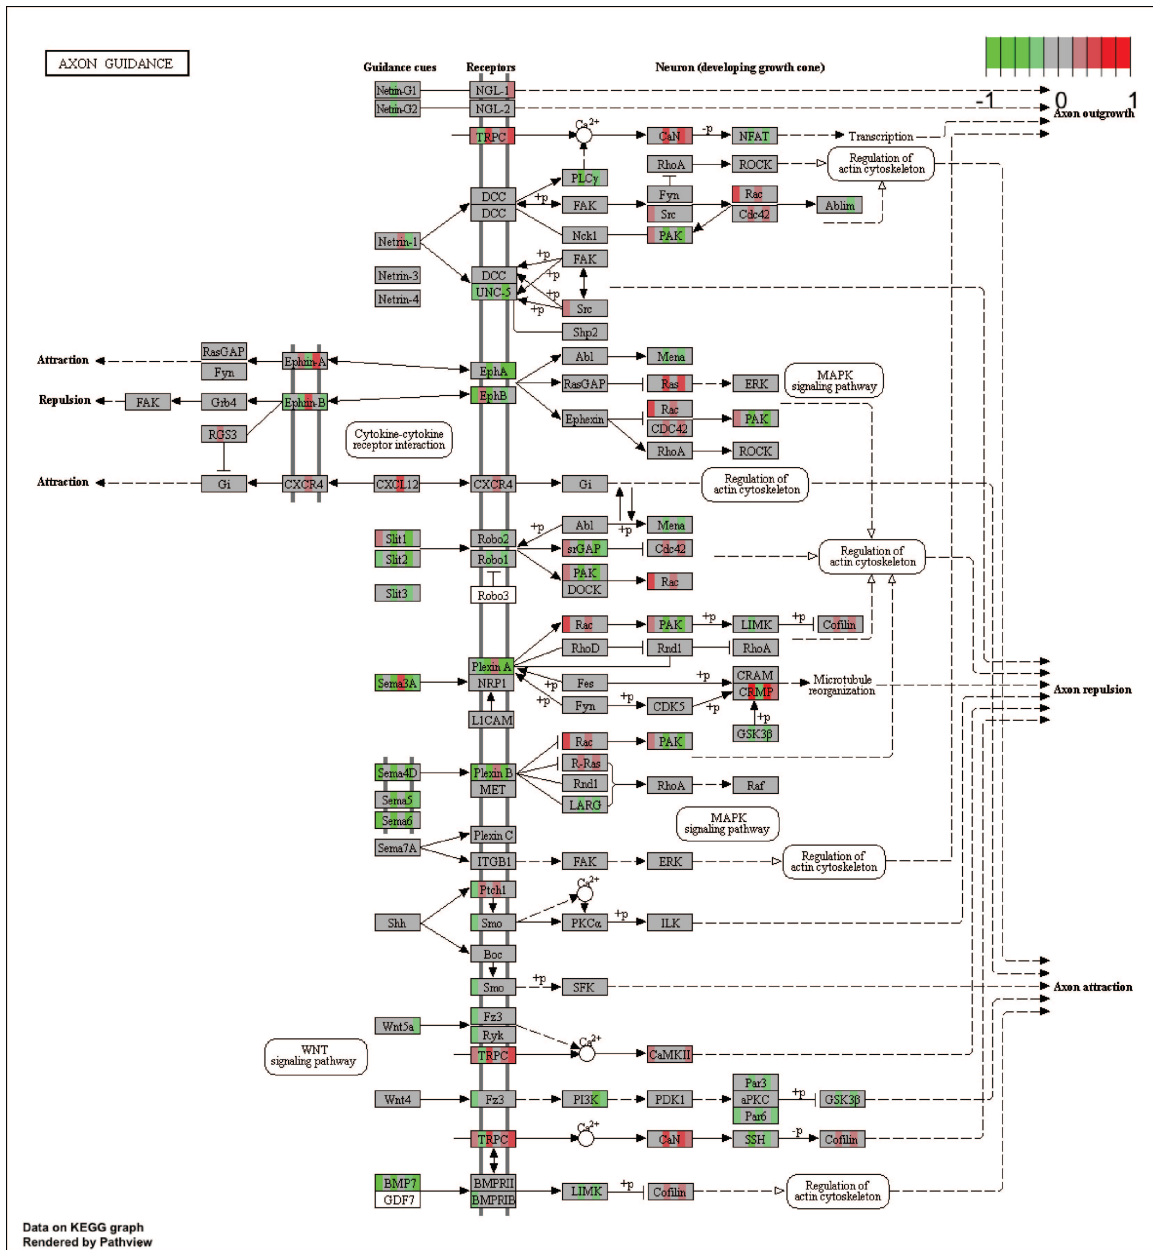 AXON GUIDANCE
Guidance cues
Receptors
Neuron (developing growth cone)
-1 0 1
Netrin-G1
NGL-1
Netrin-G2
NGL-2
Axon outgrowth
TRPC
Ca2+
CaN
-p
NFAT
Transcription
RhoA
ROCK
Regulation of
actin cytoskeleton
PLCγ
DCC
+p
FAK
Fyn
Rac
Ablim
DCC
Src
Cdc42
Nck1
PAK
Netrin-1
FAK
+p
Netrin-3
DCC
+p
Netrin-4
UNC-5
+p
Src
+p
Shp2
Attraction
RasGAP
Fyn
Ephrin-A
EphA
Abl
Mena
MAPK
signaling pathway
RasGAP
Ras
ERK
Repulsion
FAK
Grb4
Ephrin-B
EphB
Ephexin
Rac
CDC42
PAK
RGS3
Cytokine-cytokine
receptor interaction
RhoA
ROCK
Attraction
Gi
CXCR4
CXCL12
CXCR4
Gi
Regulation of
actin cytoskeleton
+p
Abl
+p
Mena
Slit1
Robo2
srGAP
Cdc42
Slit2
Robo1
Regulation of
actin cytoskeleton
PAK
DOCK
Rac
Slit3
Robo3
Rac
PAK
+p
LIMK
+p
Cofilin
RhoD
Rnd1
RhoA
Plexin A
NRP1
Sema3A
+p
Fes
+p
CRAM
CRMP
Microtubule
reorganization
Axon repulsion
+p
Fyn
+p
CDK5
+p
+p
GSK3β
L1CAM
Rac
PAK
Sema4D
Plexin B
MET
R-Ras
Rnd1
RhoA
Raf
LARG
Sema5
Sema6
MAPK
signaling pathway
Sema7A
Plexin C
ITGB1
FAK
ERK
Regulation of
actin cytoskeleton
Ptch1
Ca2+
Shh
Smo
PKCα
+p
ILK
Boc
Smo
+p
SFK
Axon attraction
Wnt5a
Fz3
Ryk
WNT
signaling pathway
TRPC
Ca2+
CaMKII
Wnt4
Fz3
PI3K
PDK1
Par3
aPKC
Par6
+p
GSK3β
TRPC
Ca2+
CaN
SSH
-p
Cofilin
BMP7
GDF7
BMPRII
BMPRIB
LIMK
+p
Cofilin
Regulation of
actin cytoskeleton
Data on KEGG graph
Rendered by Pathview